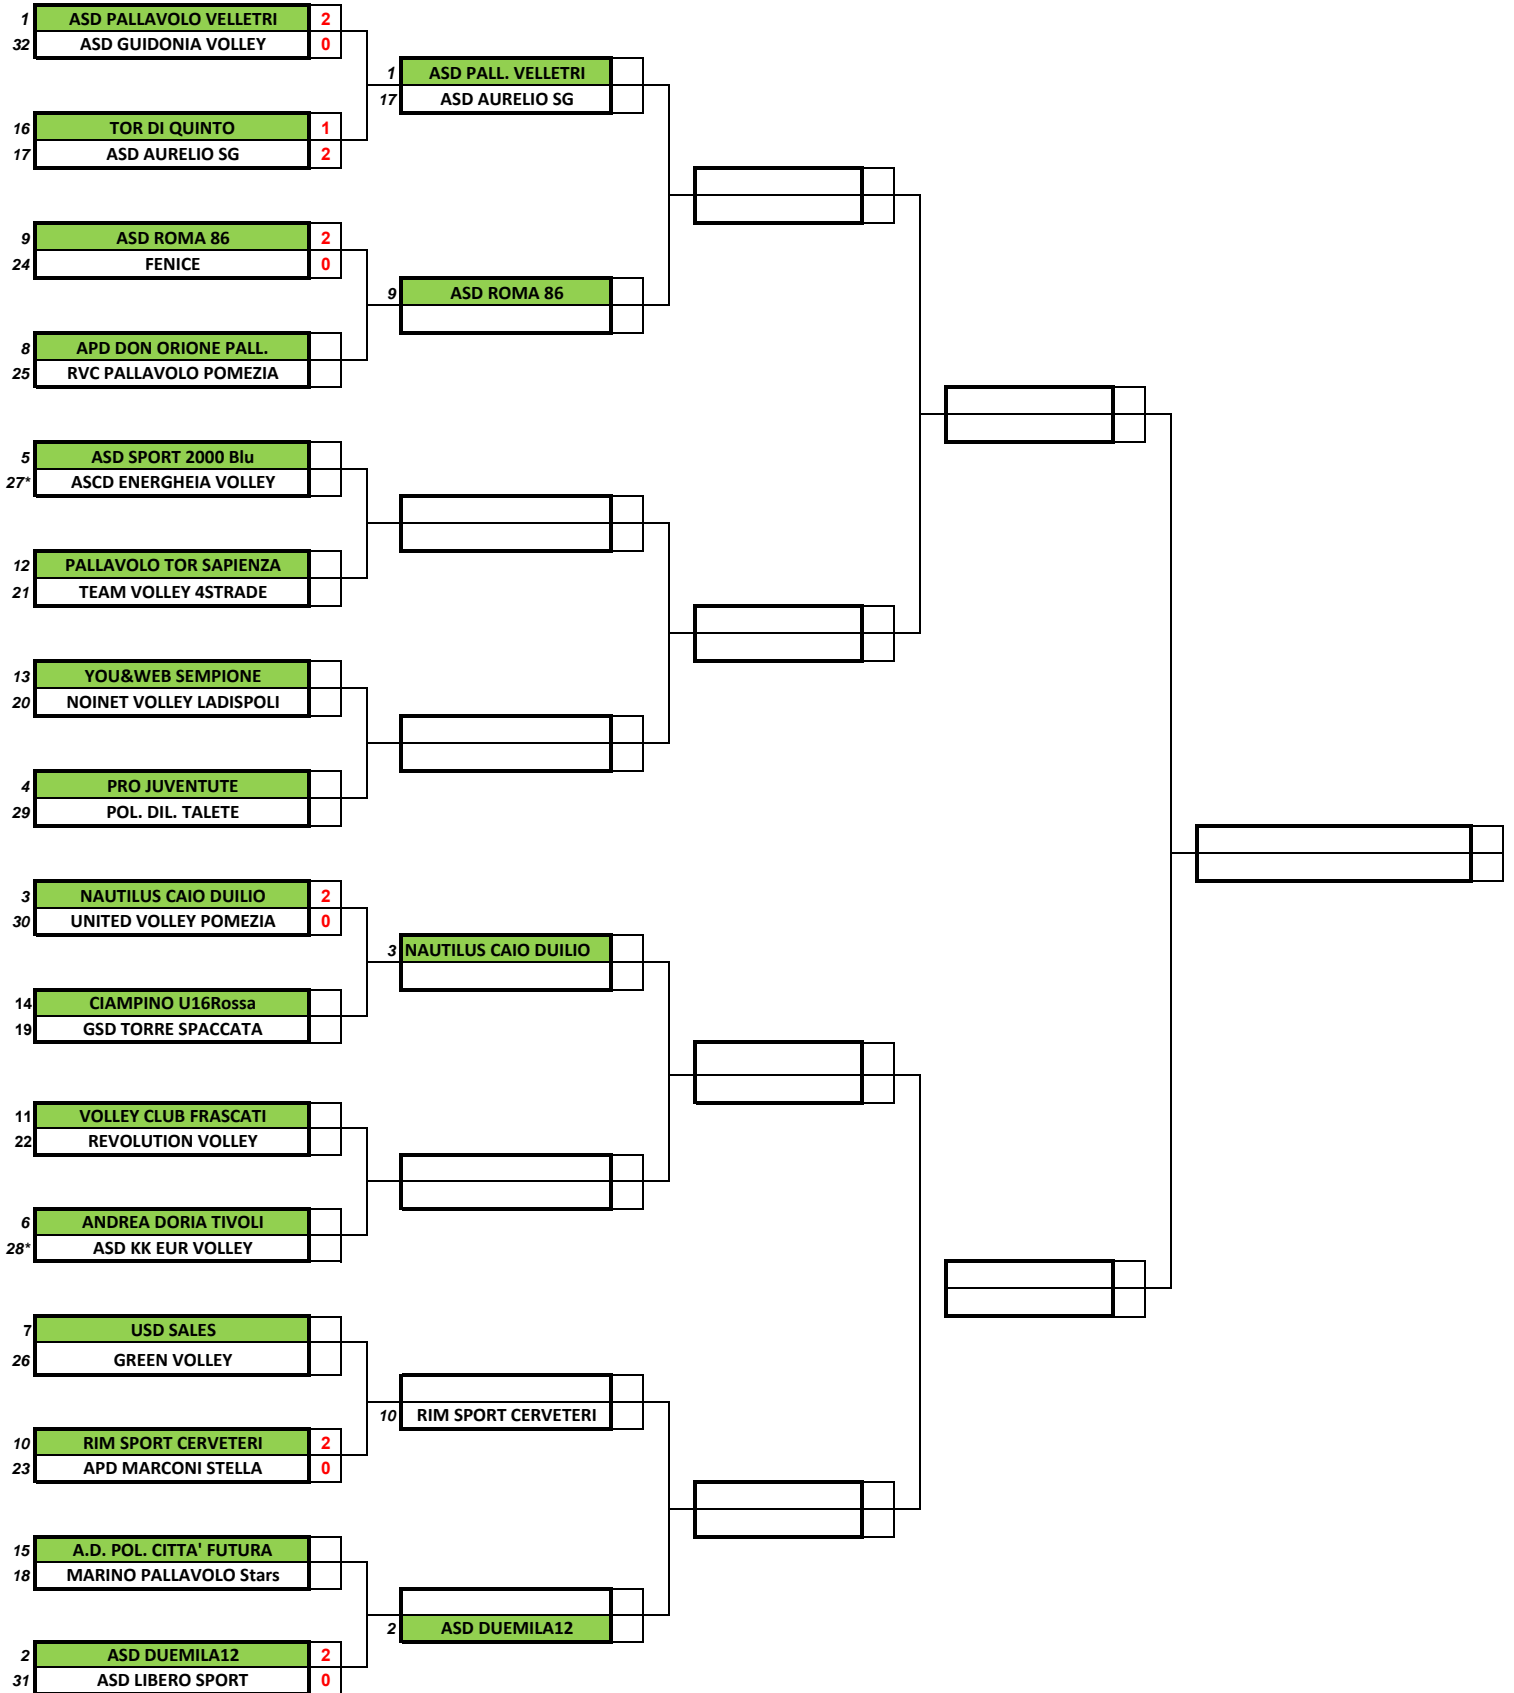 1 ASD PALLAVOLO VELLETRI 2
32 ASD GUIDONIA VOLLEY 0
1 ASD PALL. VELLETRI
17 ASD AURELIO SG
16 TOR DI QUINTO 1
17 ASD AURELIO SG 2
9 ASD ROMA 86 2
24 FENICE 0
9 ASD ROMA 86
8 APD DON ORIONE PALL.
25 RVC PALLAVOLO POMEZIA
5 ASD SPORT 2000 Blu
27* ASCD ENERGHEIA VOLLEY
12 PALLAVOLO TOR SAPIENZA
21 TEAM VOLLEY 4STRADE
13 YOU&WEB SEMPIONE
20 NOINET VOLLEY LADISPOLI
4 PRO JUVENTUTE
29 POL. DIL. TALETE
3 NAUTILUS CAIO DUILIO 2
30 UNITED VOLLEY POMEZIA 0
3 NAUTILUS CAIO DUILIO
14 CIAMPINO U16Rossa
19 GSD TORRE SPACCATA
11 VOLLEY CLUB FRASCATI
22 REVOLUTION VOLLEY
6 ANDREA DORIA TIVOLI
28* ASD KK EUR VOLLEY
7 USD SALES
26 GREEN VOLLEY
10 RIM SPORT CERVETERI
10 RIM SPORT CERVETERI 2
23 APD MARCONI STELLA 0
15 A.D. POL. CITTA' FUTURA
18 MARINO PALLAVOLO Stars
2 ASD DUEMILA12
2 ASD DUEMILA12 2
31 ASD LIBERO SPORT 0